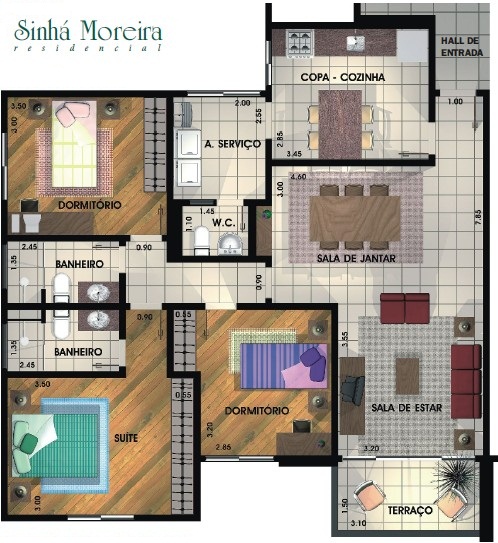 Sinhá Moreira
residencial
HALL DE
ENTRADA
COPA - COZINHA
3.50
3.00
2.00
2.55
2.85
3.45
1.00
A. SERVIÇO
DORMITÓRIO
1.45
1.10
W.C.
3.00
4.60
7.85
SALA DE JANTAR
2.45
1.35
BANHEIRO
0.90
0.90
1.35
BANHEIRO
2.45
0.90
0.55
3.55
3.50
0.55
SUÍTE
DORMITÓRIO
3.20
2.85
SALA DE ESTAR
3.20
3.00
1.50
TERRAÇO
3.10